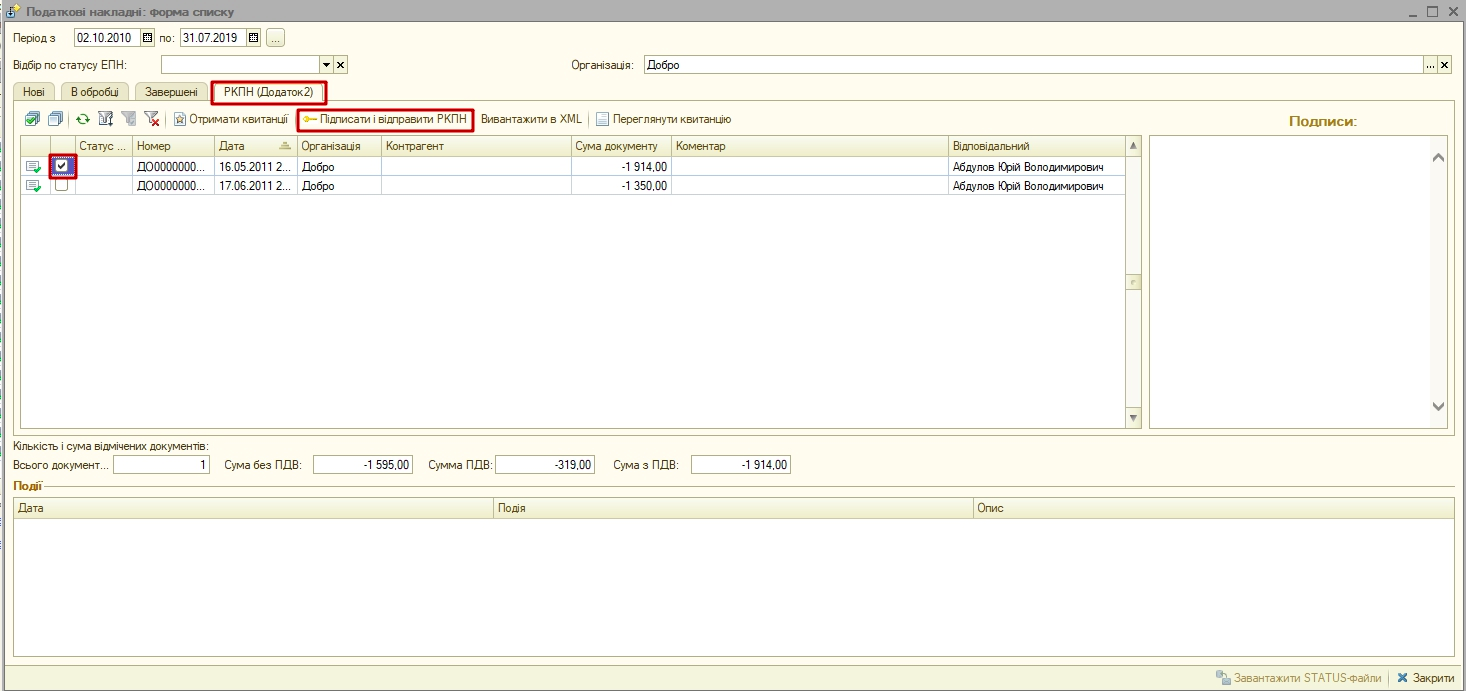 Податкові накладні: форма списку
Період з 02.10.2010 по: 31.07.2019 ...
Відбір по статусу ЕПН: Організація: Добро ...
Нові В обробці Завершені РКПН (Додаток2)
Отримати квитанції Підписати і відправити РКПН Вивантажити в XML Переглянути квитанцію
Подписи:
Статус ... Номер Дата Організація Контрагент Сума документу Коментар Відповідальний
ДО0000000... 16.05.2011 2... Добро -1 914,00 Абдулов Юрій Володимирович
ДО0000000... 17.06.2011 2... Добро -1 350,00 Абдулов Юрій Володимирович
Кількість і сума відмічених документів:
Всього документ... 1 Сума без ПДВ: -1 595,00 Сумма ПДВ: -319,00 Сума з ПДВ: -1 914,00
Події
Дата Подія Опис
Завантажити STATUS-файли Закрити